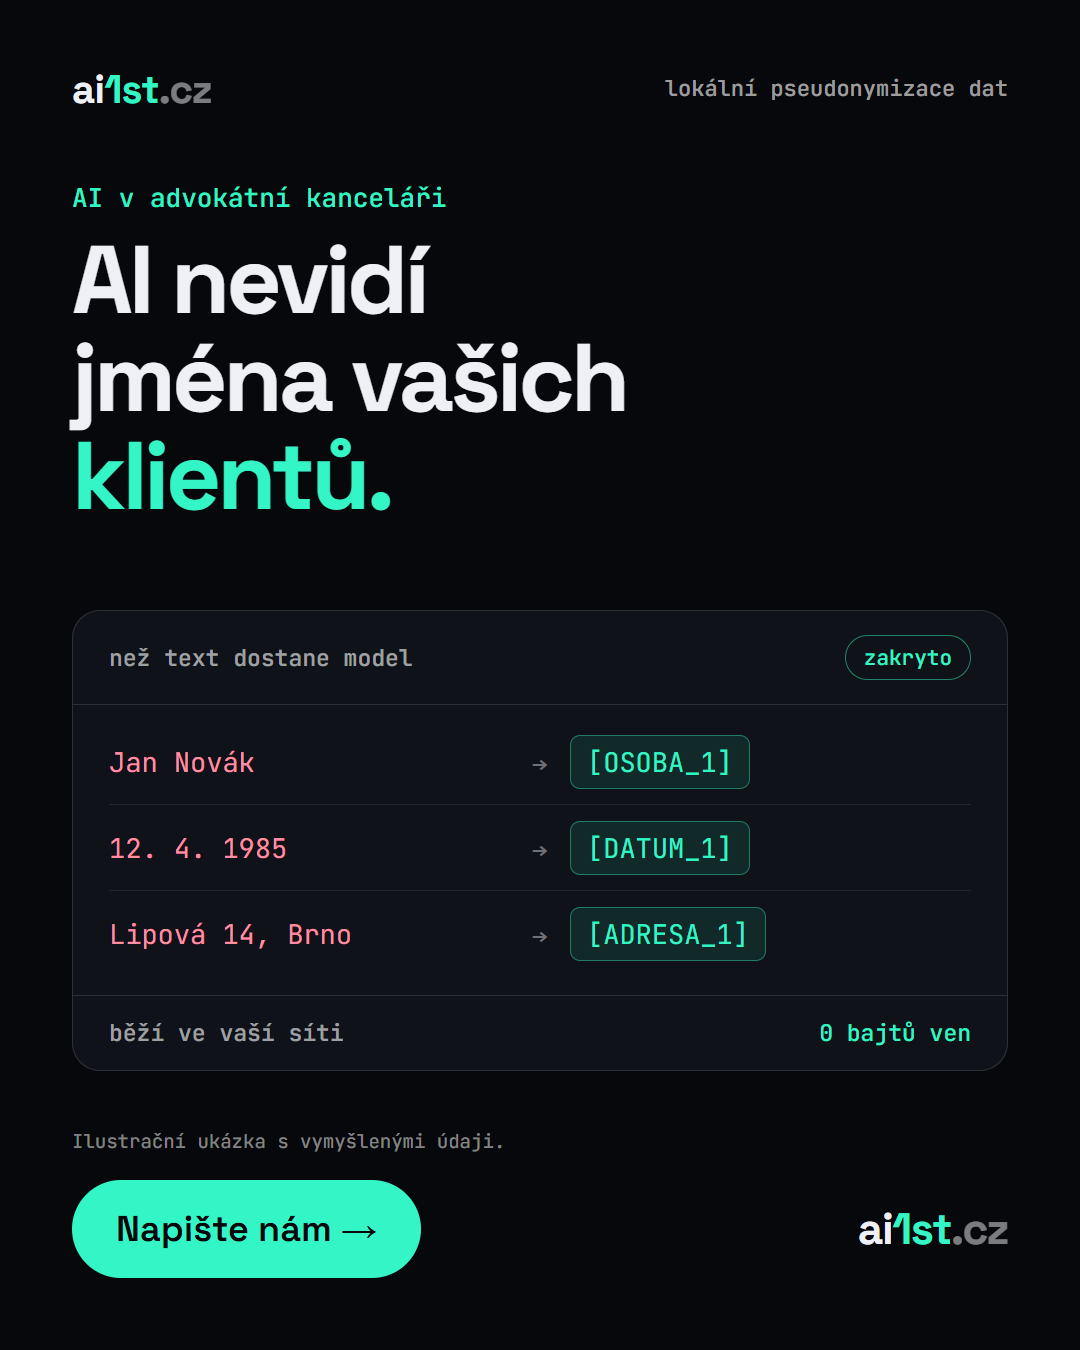 ai1st.cz
lokální pseudonymizace dat
AI v advokátní kanceláři
AI nevidí
jména vašich
klientů.
než text dostane model
zakryto
Jan Novák → [OSOBA_1]
12. 4. 1985 → [DATUM_1]
Lipová 14, Brno → [ADRESA_1]
běží ve vaší síti
0 bajtů ven
Ilustrační ukázka s vymyšlenými údaji.
Napište nám →
ai1st.cz